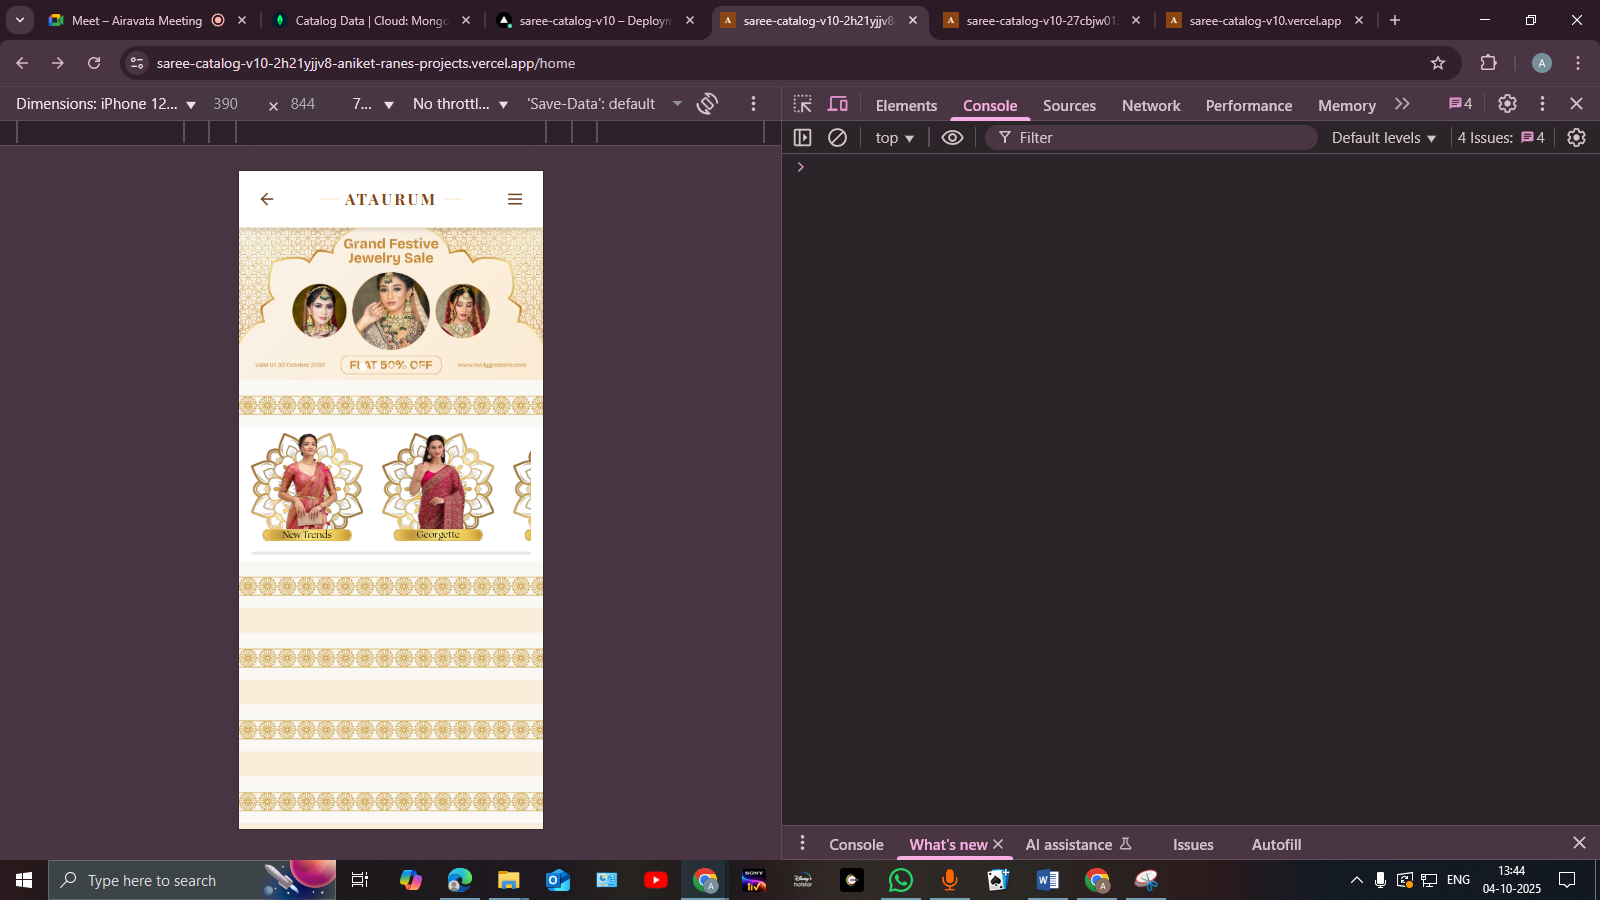 Meet – Airavata Meeting
Catalog Data | Cloud: Mongo
saree-catalog-v10 – Deploym
saree-catalog-v10-2h21yjjv8-
saree-catalog-v10-27cbjw01
saree-catalog-v10.vercel.app
saree-catalog-v10-2h21yjjv8-aniket-ranes-projects.vercel.app/home
A
Dimensions: iPhone 12... 390 × 844 7... No throttl... 'Save-Data': default
Elements Console Sources Network Performance Memory 4
top Filter Default levels 4 Issues: 4
ATAURUM
Grand Festive
Jewelry Sale
Valid till 30 October, 2030
FLAT 50% OFF
New Trends
Georgette
Console What's new AI assistance Issues Autofill
Type here to search
SONY
liv
hotstar
ENG
13:44
04-10-2025